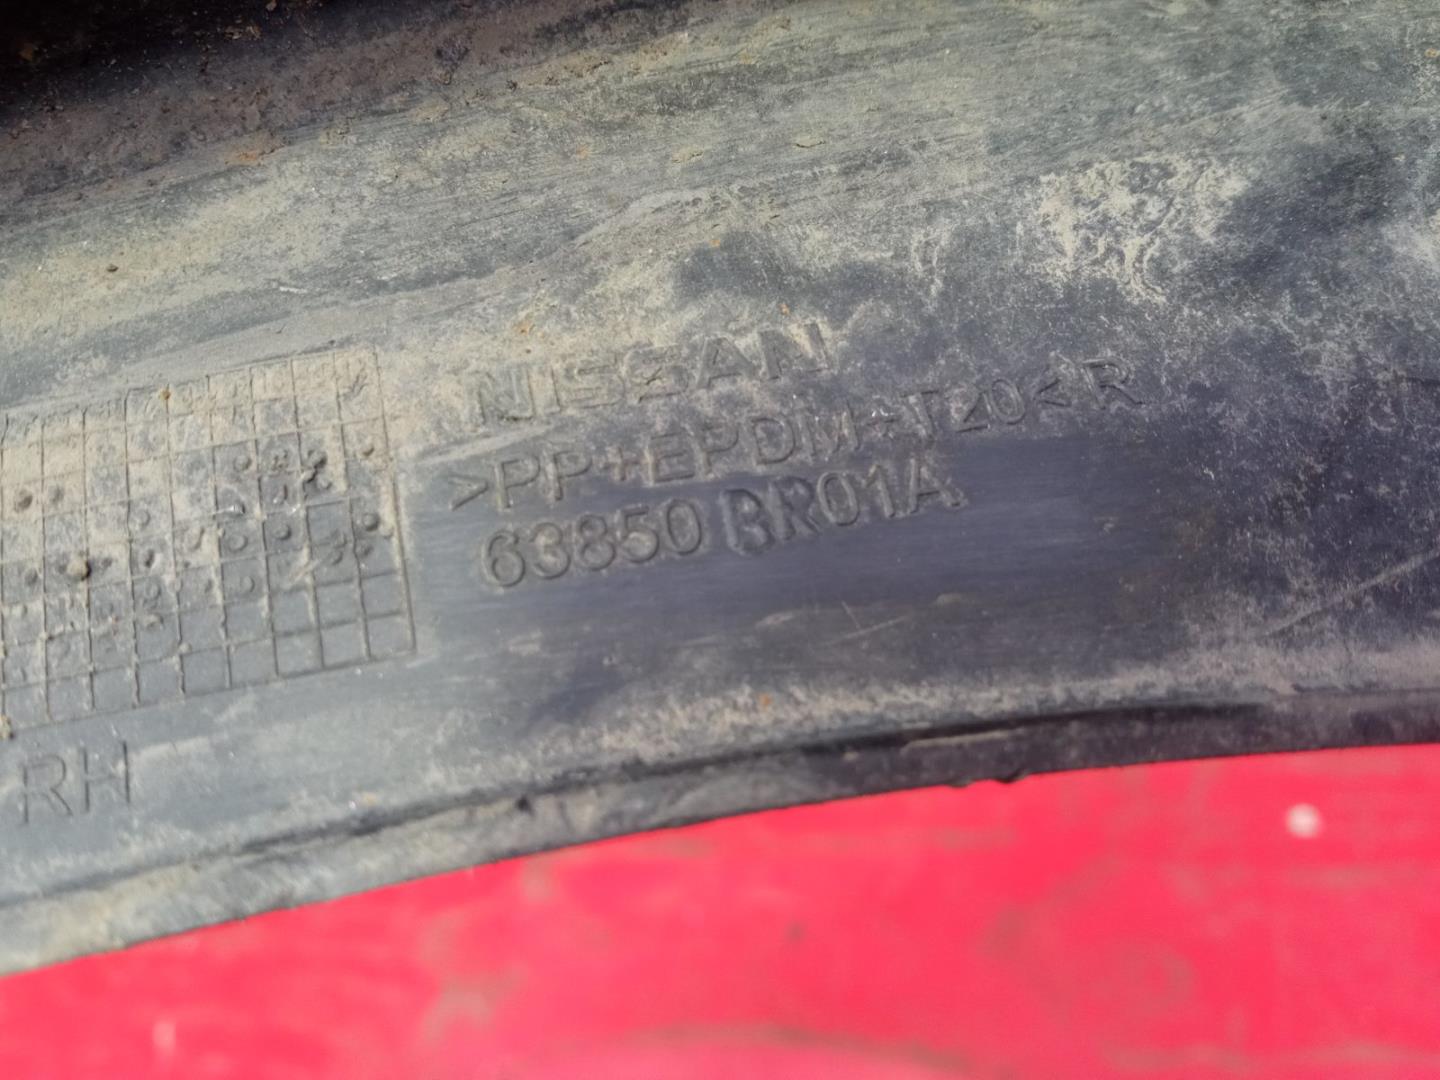 NISSAN
>PP+EPDM+T20<R
63850 BR01A
RH